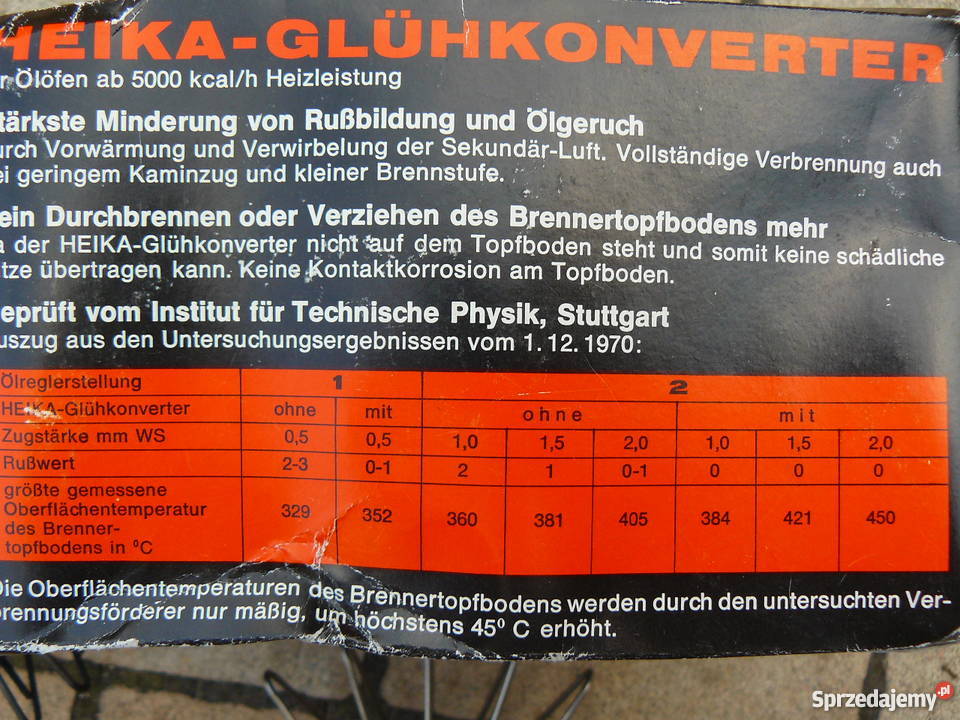 HEIKA-GLÜHKONVERTER
r Ölöfen ab 5000 kcal/h Heizleistung
tärkste Minderung von Rußbildung und Ölgeruch
urch Vorwärmung und Verwirbelung der Sekundär-Luft. Vollständige Verbrennung auch
ei geringem Kaminzug und kleiner Brennstufe.
ein Durchbrennen oder Verziehen des Brennertopfbodens mehr
a der HEIKA-Glühkonverter nicht auf dem Topfboden steht und somit keine schädliche
itze übertragen kann. Keine Kontaktkorrosion am Topfboden.
eprüft vom Institut für Technische Physik, Stuttgart
uszug aus den Untersuchungsergebnissen vom 1.12.1970:
Ölreglerstellung 1 2
HEIKA-Glühkonverter ohne mit ohne mit
Zugstärke mm WS 0,5 0,5 1,0 1,5 2,0 1,0 1,5 2,0
Rußwert 2-3 0-1 2 1 0-1 0 0 0
größte gemessene
Oberflächentemperatur 329 352 360 381 405 384 421 450
des Brenner-
topfbodens in °C
Die Oberflächentemperaturen des Brennertopfbodens werden durch den untersuchten Ver-
brennungsförderer nur mäßig, um höchstens 45° C erhöht.
Sprzedajemy.pl